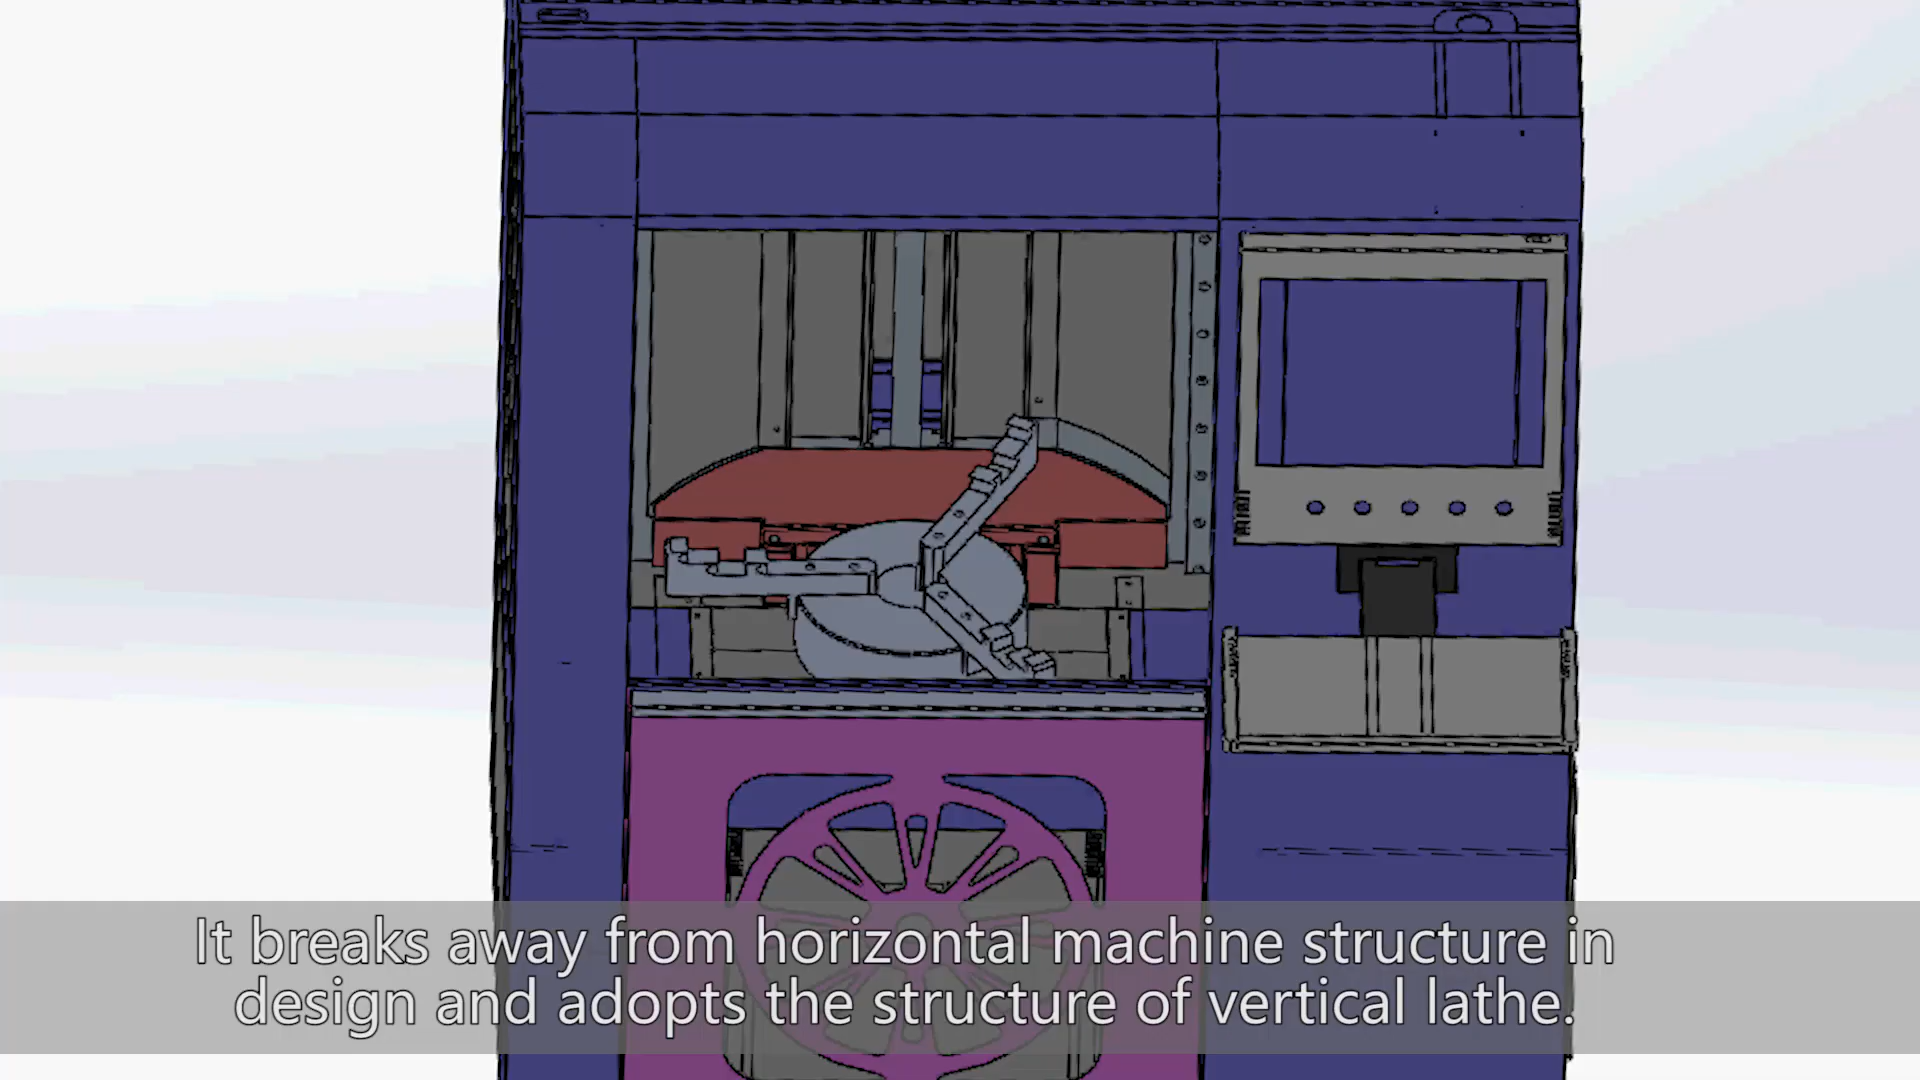 It breaks away from horizontal machine structure in
design and adopts the structure of vertical lathe.